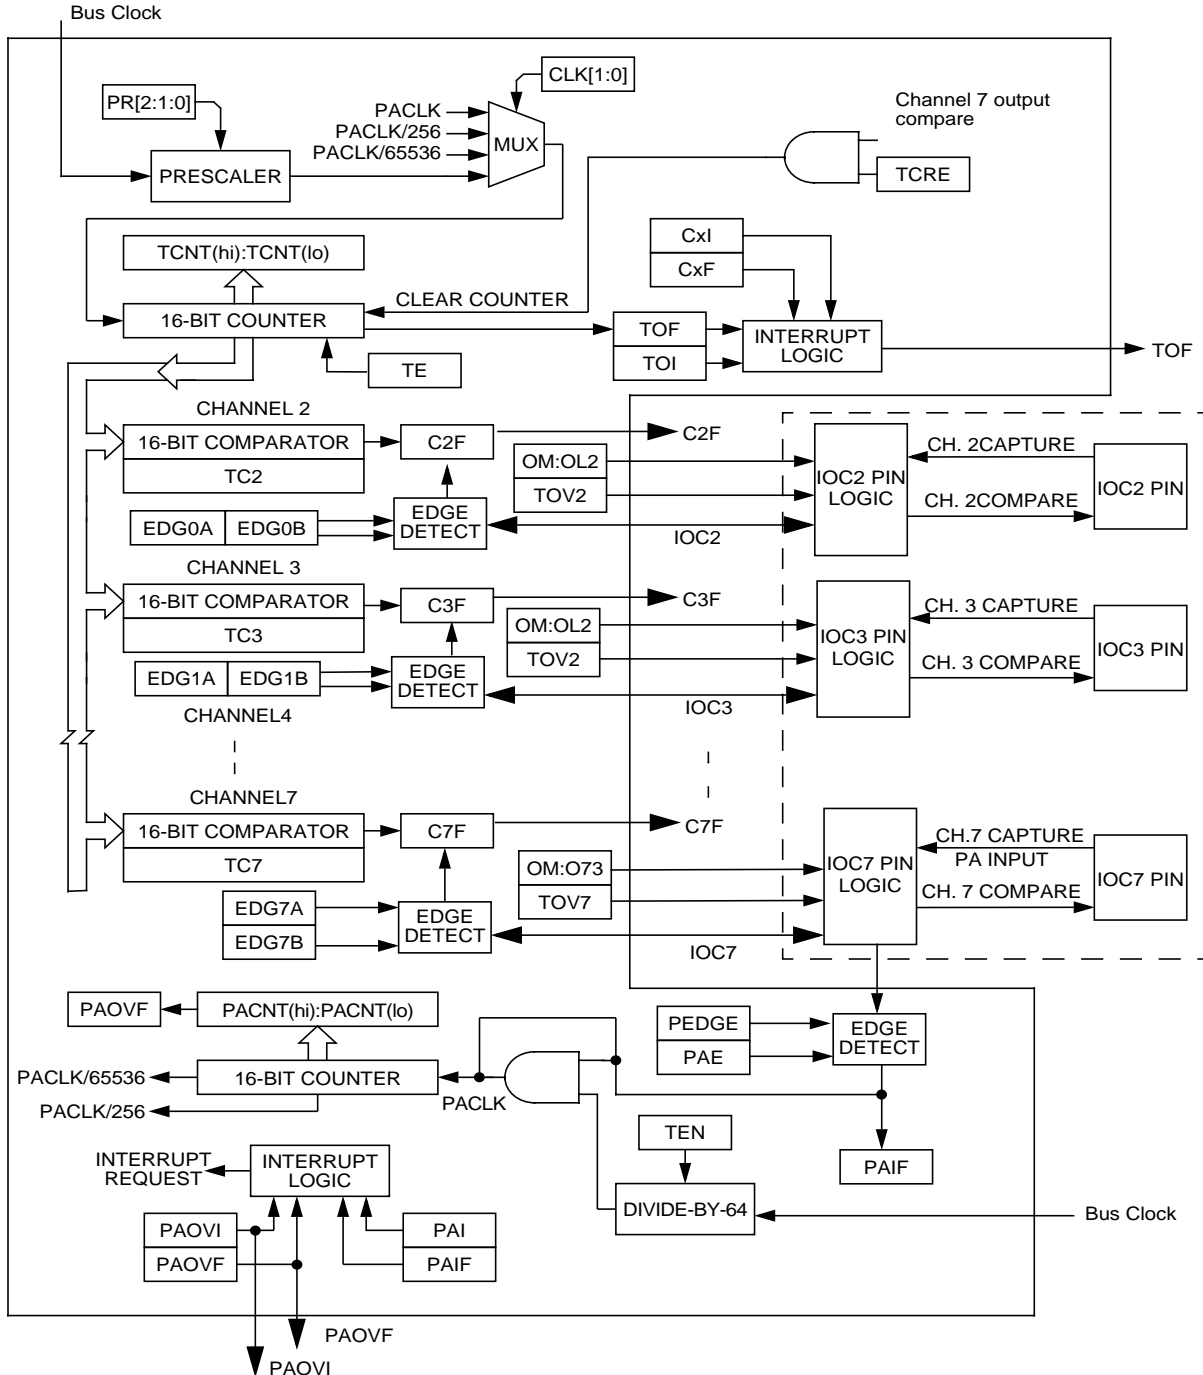 Bus Clock
CLK[1:0]
PR[2:1:0]
PACLK
PACLK/256
PACLK/65536
MUX
PRESCALER
Channel 7 output
compare
TCRE
TCNT(hi):TCNT(lo)
CxI
CxF
CLEAR COUNTER
16-BIT COUNTER
TOF
TOI
INTERRUPT
LOGIC
TOF
TE
CHANNEL 2
16-BIT COMPARATOR
TC2
C2F
C2F
OM:OL2
TOV2
IOC2 PIN
LOGIC
CH. 2CAPTURE
CH. 2COMPARE
IOC2 PIN
EDG0A
EDG0B
EDGE
DETECT
IOC2
CHANNEL 3
16-BIT COMPARATOR
TC3
C3F
C3F
OM:OL2
TOV2
IOC3 PIN
LOGIC
CH. 3 CAPTURE
CH. 3 COMPARE
IOC3 PIN
EDG1A
EDG1B
EDGE
DETECT
IOC3
CHANNEL4
CHANNEL7
16-BIT COMPARATOR
TC7
C7F
C7F
OM:O73
TOV7
IOC7 PIN
LOGIC
CH.7 CAPTURE
PA INPUT
CH. 7 COMPARE
IOC7 PIN
EDG7A
EDG7B
EDGE
DETECT
IOC7
PAOVF
PACNT(hi):PACNT(lo)
PEDGE
PAE
EDGE
DETECT
PACLK/65536
16-BIT COUNTER
PACLK
PACLK/256
TEN
PAIF
INTERRUPT
REQUEST
INTERRUPT
LOGIC
DIVIDE-BY-64
Bus Clock
PAOVI
PAOVF
PAI
PAIF
PAOVF
PAOVI